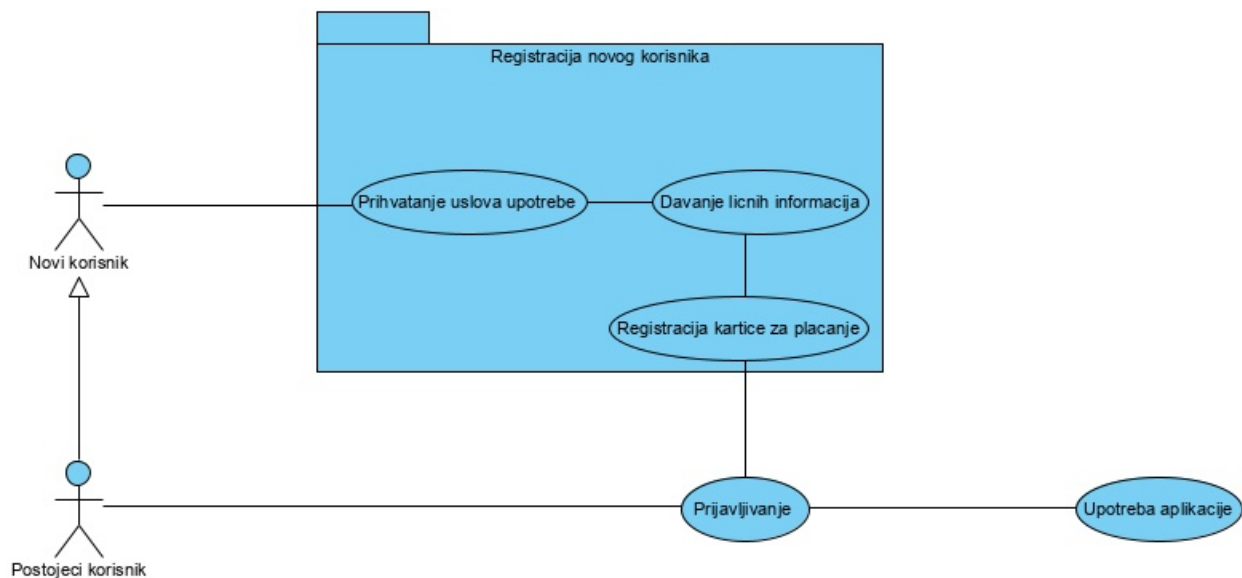 Registracija novog korisnika
Prihvatanje uslova upotrebe
Davanje licnih informacija
Novi korisnik
Registracija kartice za placanje
Prijavljivanje
Upotreba aplikacije
Postojeci korisnik